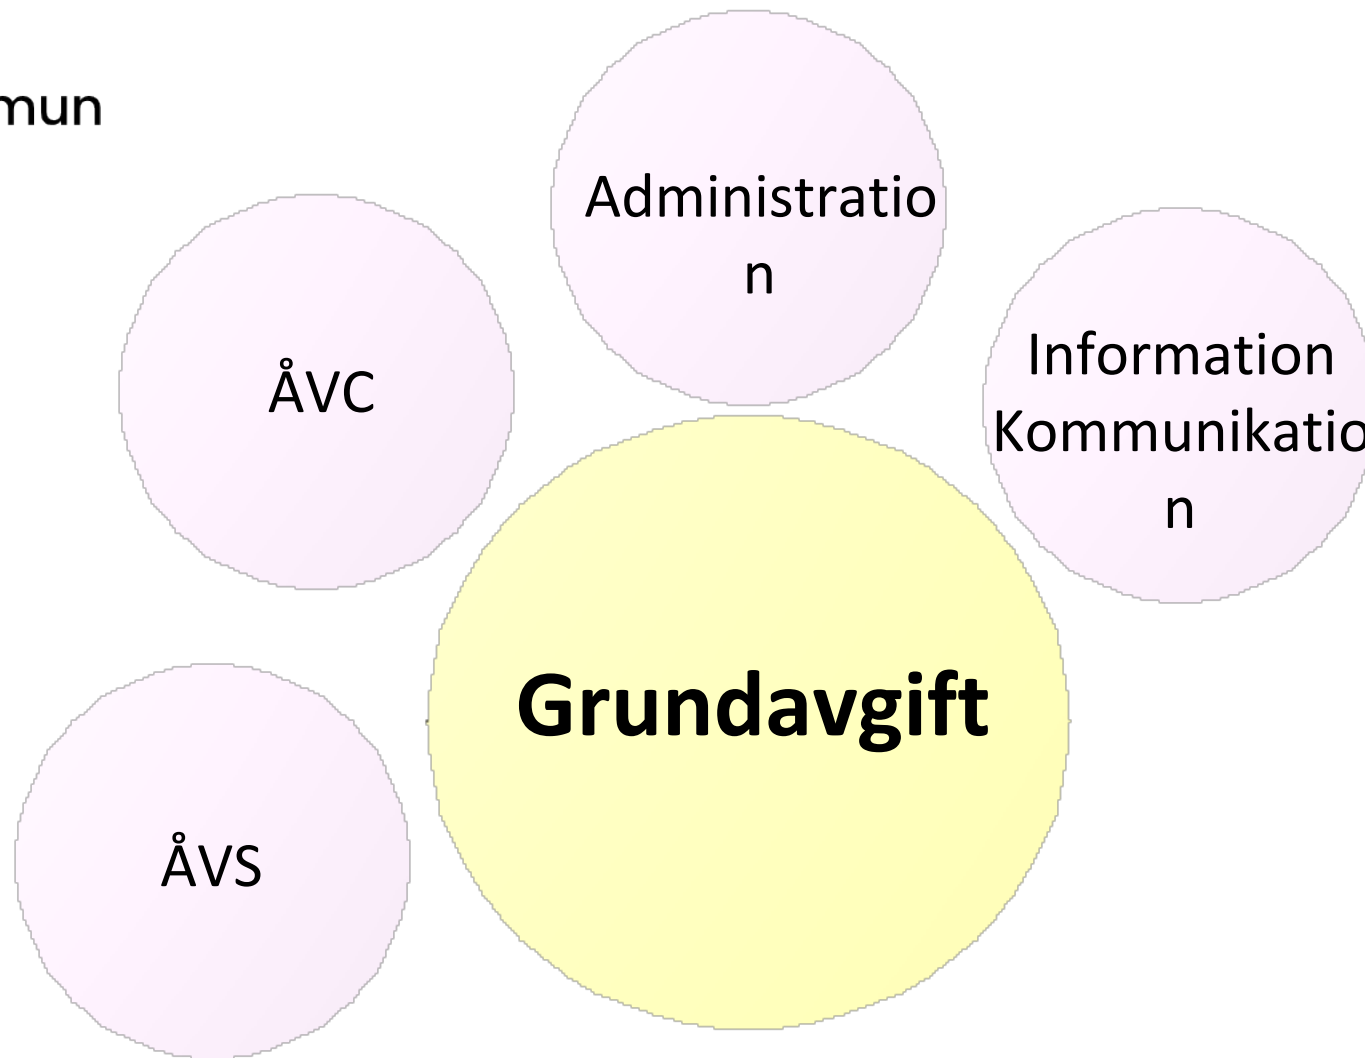 mun
Administratio
n
ÅVC
Information
Kommunikatio
n
Grundavgift
ÅVS